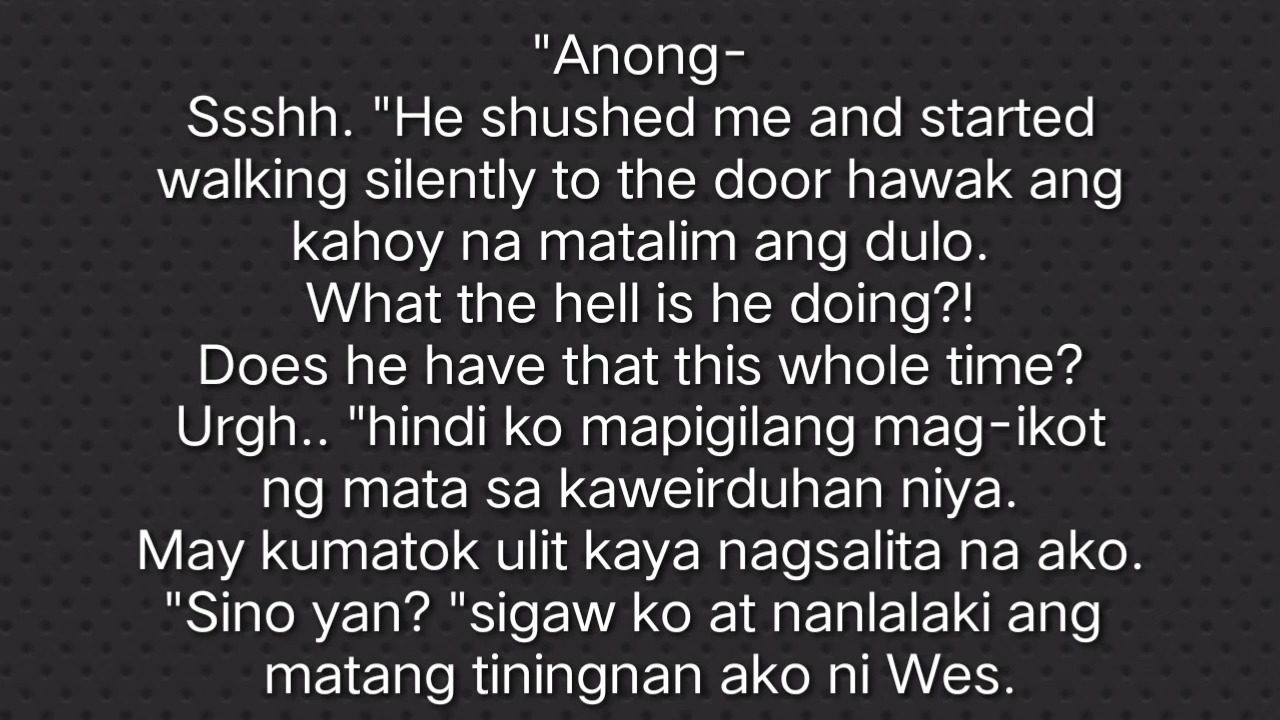 "Anong-
Ssshh. "He shushed me and started
walking silently to the door hawak ang
kahoy na matalim ang dulo.
What the hell is he doing?!
Does he have that this whole time?
Urgh.. "hindi ko mapigilang mag-ikot
ng mata sa kaweirduhan niya.
May kumatok ulit kaya nagsalita na ako.
"Sino yan? "sigaw ko at nanlalaki ang
matang tiningnan ako ni Wes.